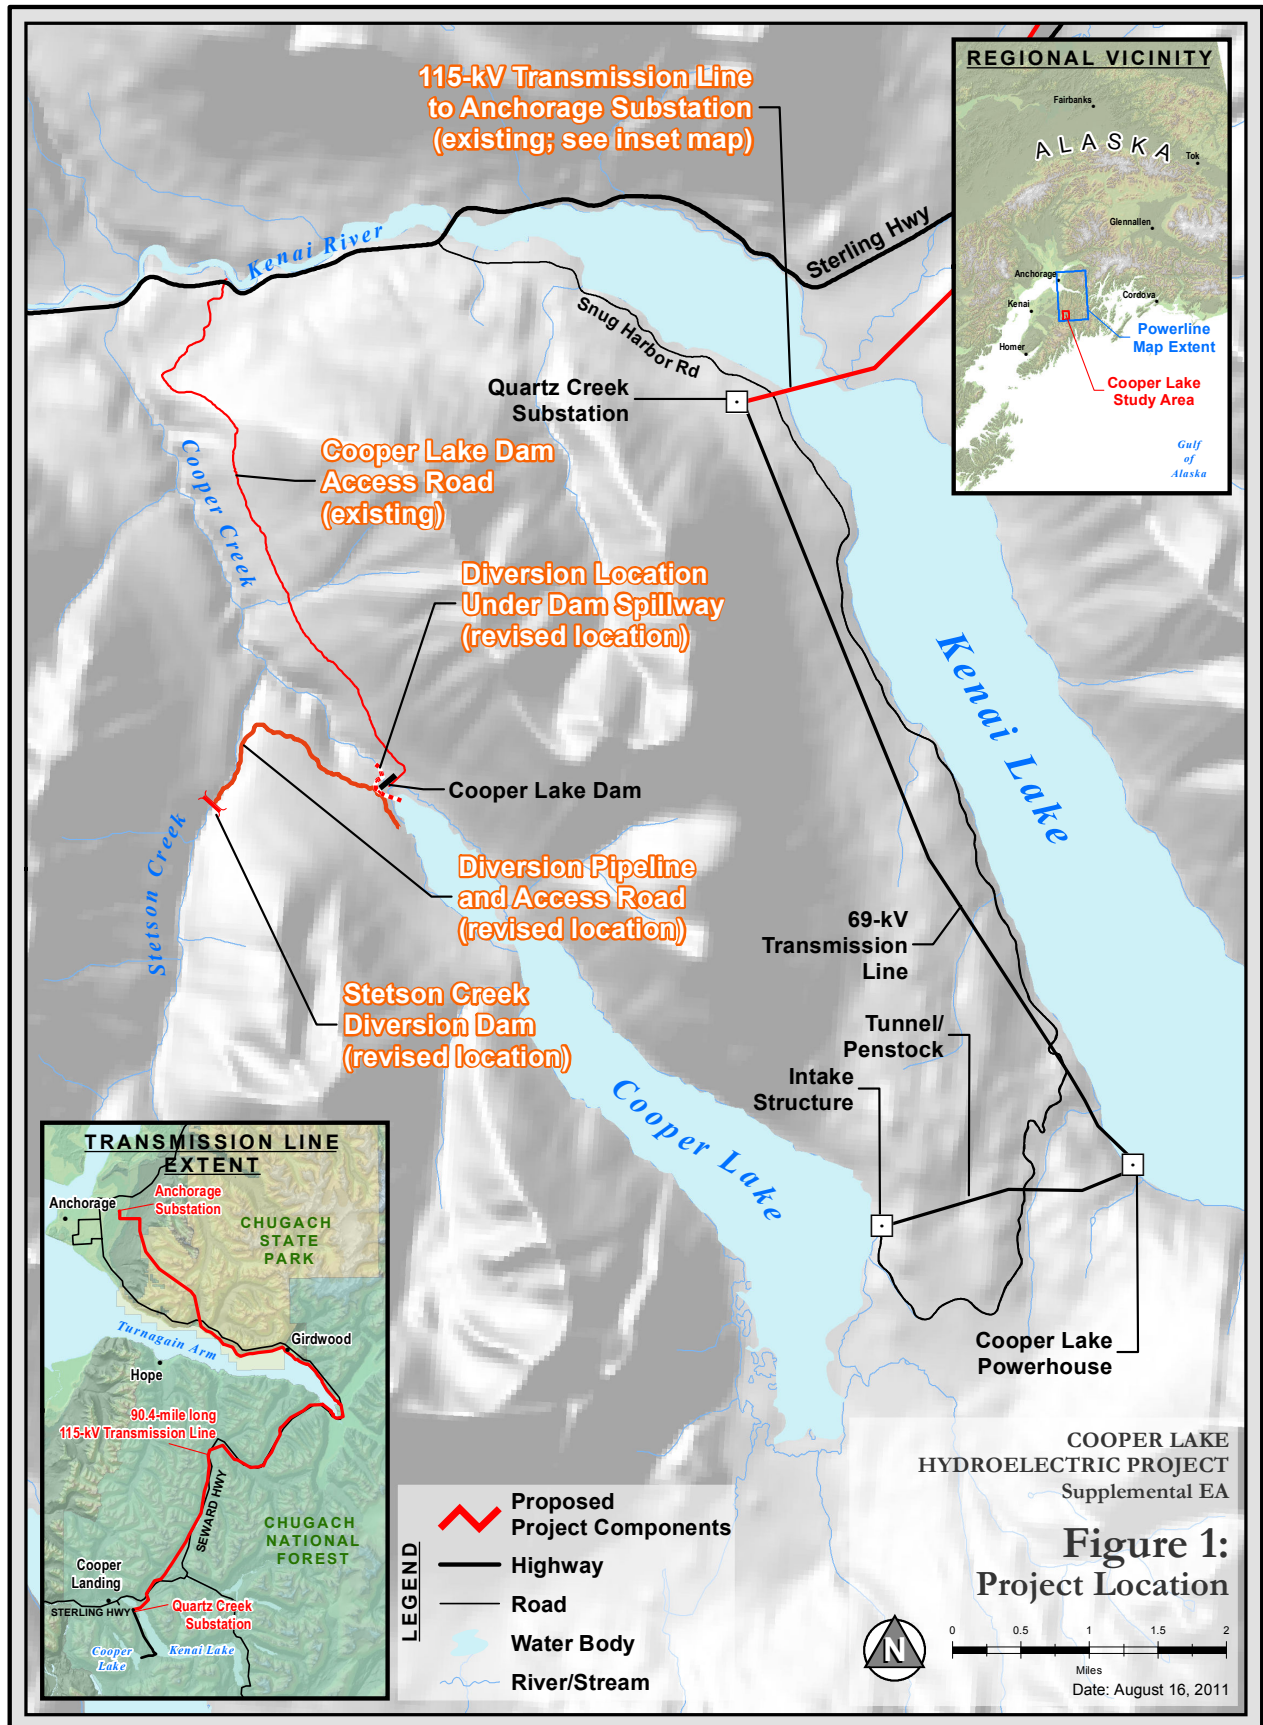 115-kV Transmission Line
to Anchorage Substation
(existing; see inset map)
REGIONAL VICINITY
Fairbanks
ALASKA
Tok
Glennallen
Anchorage
Kenai
Cordova
Homer
Powerline
Map Extent
Cooper Lake
Study Area
Gulf
of
Alaska
Kenai River
Sterling Hwy
Snug Harbor Rd
Quartz Creek
Substation
Cooper Creek
Cooper Lake Dam
Access Road
(existing)
Diversion Location
Under Dam Spillway
(revised location)
Kenai Lake
Cooper Lake Dam
Stetson Creek
Diversion Pipeline
and Access Road
(revised location)
69-kV
Transmission
Line
Stetson Creek
Diversion Dam
(revised location)
Tunnel/
Penstock
Intake
Structure
Cooper Lake
Cooper Lake
Powerhouse
TRANSMISSION LINE
EXTENT
Anchorage
Anchorage
Substation
CHUGACH
STATE
PARK
Turnagain Arm
Girdwood
Hope
90.4-mile long
115-kV Transmission Line
SEWARD HWY
CHUGACH
NATIONAL
FOREST
Cooper
Landing
STERLING HWY
Quartz Creek
Substation
Cooper
Lake
Kenai Lake
LEGEND
Proposed
Project Components
Highway
Road
Water Body
River/Stream
COOPER LAKE
HYDROELECTRIC PROJECT
Supplemental EA
Figure 1:
Project Location
N
0 0.5 1 1.5 2
Miles
Date: August 16, 2011